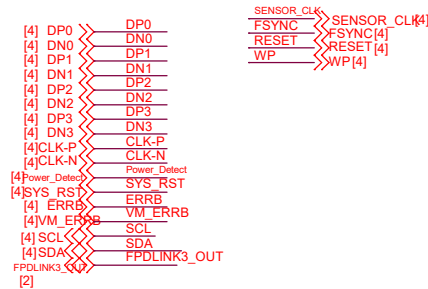 [4] DP0 DP0
[4] DN0 DN0
[4] DP1 DP1
[4] DN1 DN1
[4] DP2 DP2
[4] DN2 DN2
[4] DP3 DP3
[4] DN3 DN3
[4]CLK-P CLK-P
[4]CLK-N CLK-N
[4]Power_Detect Power_Detect
[4]SYS_RST SYS_RST
[4] ERRB ERRB
[4]VM_ERRB VM_ERRB
[4] SCL SCL
[4] SDA SDA
FPDLINK3_OUT FPDLINK3_OUT
[2]
SENSOR_CLK SENSOR_CLK[4]
FSYNC FSYNC[4]
RESET RESET[4]
WP WP[4]